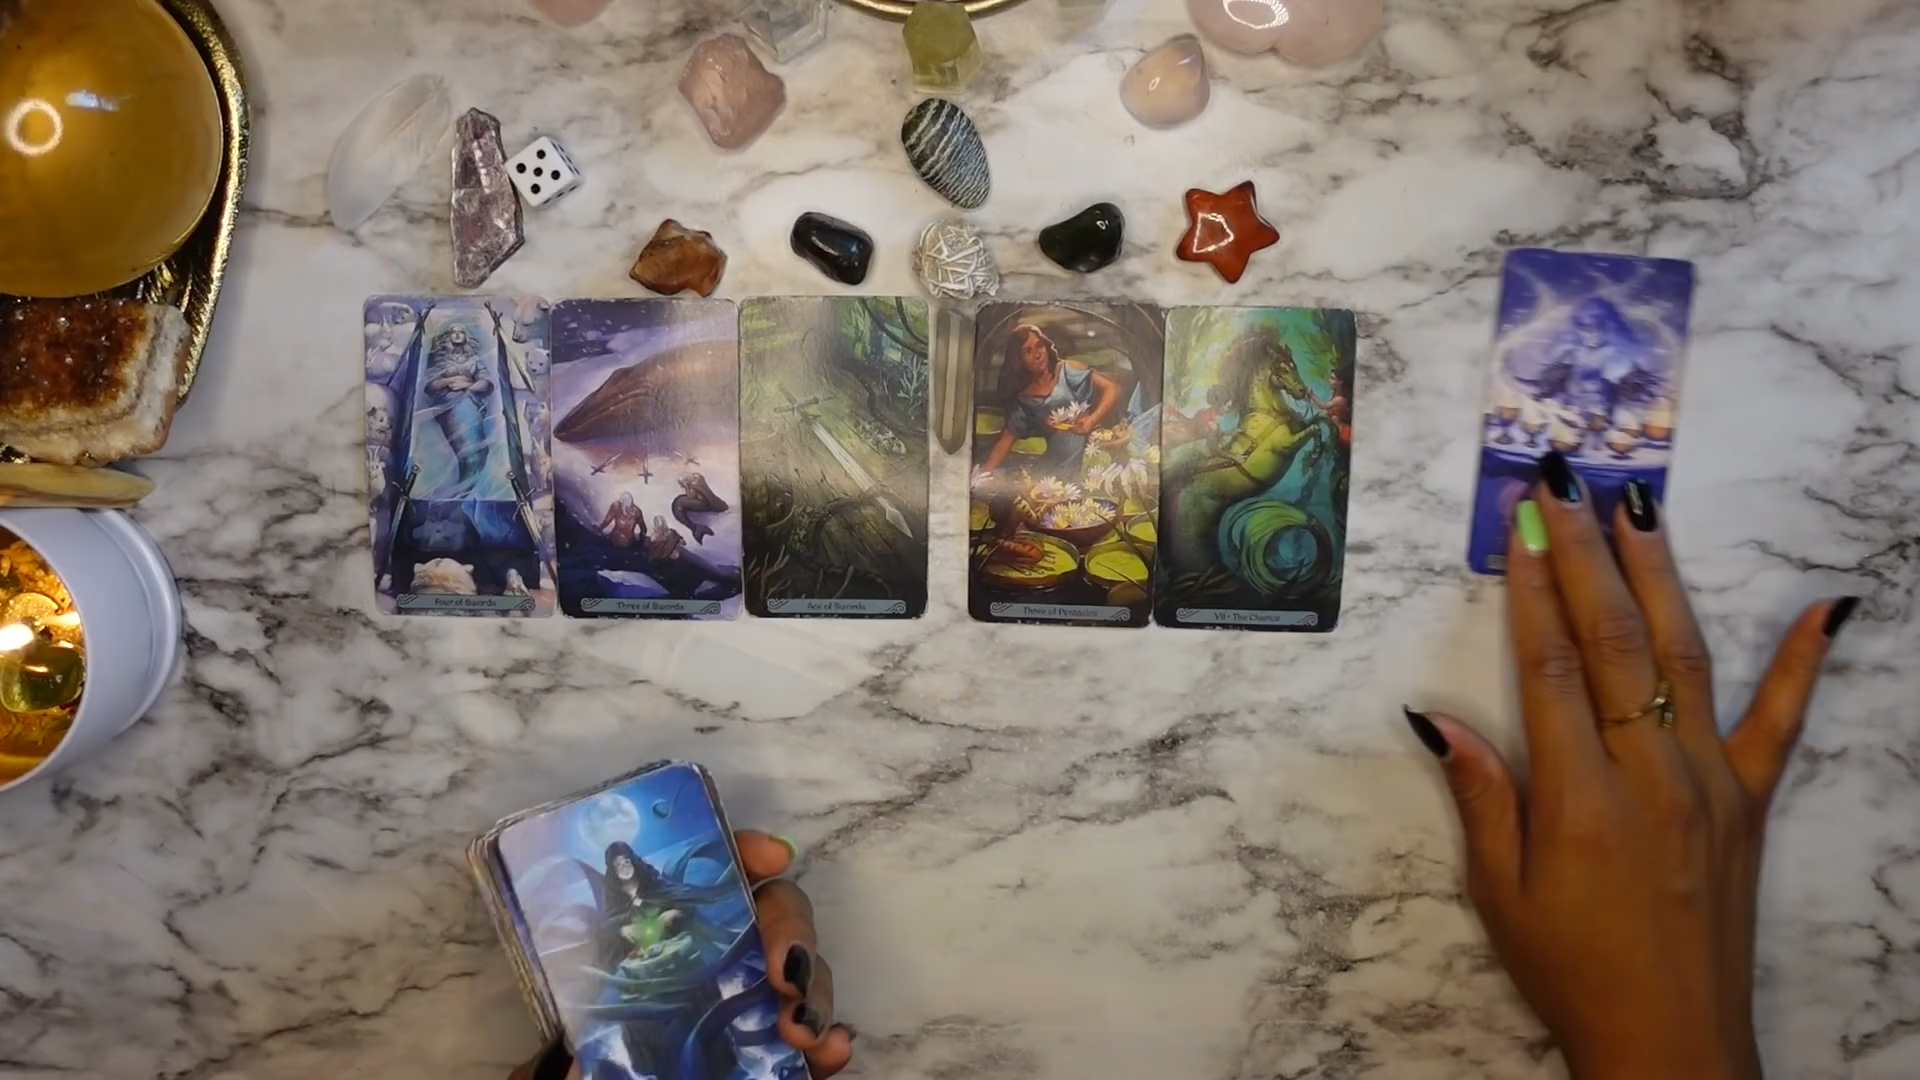 Four of Swords
Three of Swords
Ace of Swords
Three of Pentacles
VII • The Chariot